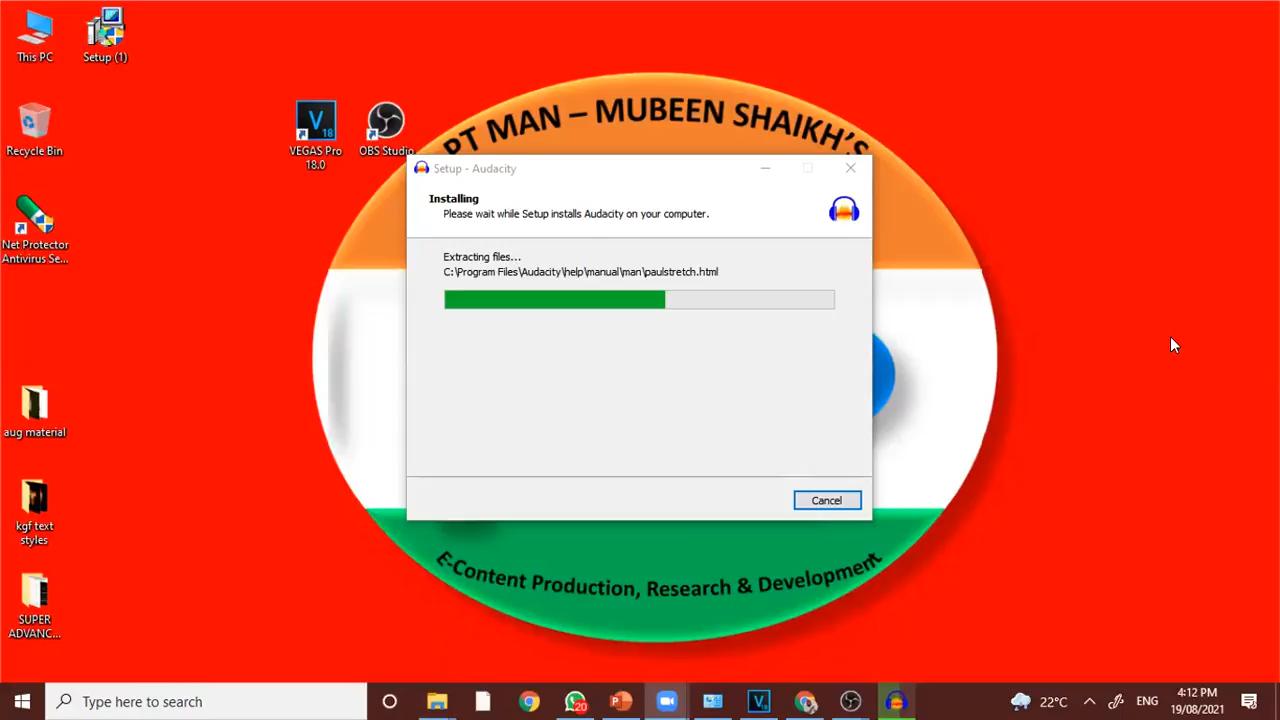 This PC
Setup (1)
Recycle Bin
VEGAS Pro
18.0
OBS Studio
PT MAN – MUBEEN SHAIKH’S
Net Protector
Antivirus Se...
Setup - Audacity
Installing
Please wait while Setup installs Audacity on your computer.
Extracting files...
C:\Program Files\Audacity\help\manual\man\paulstretch.html
Cancel
aug material
kgf text
styles
SUPER
ADVANC...
E-Content Production, Research & Development
Type here to search
20
V
18
22°C
ENG
4:12 PM
19/08/2021